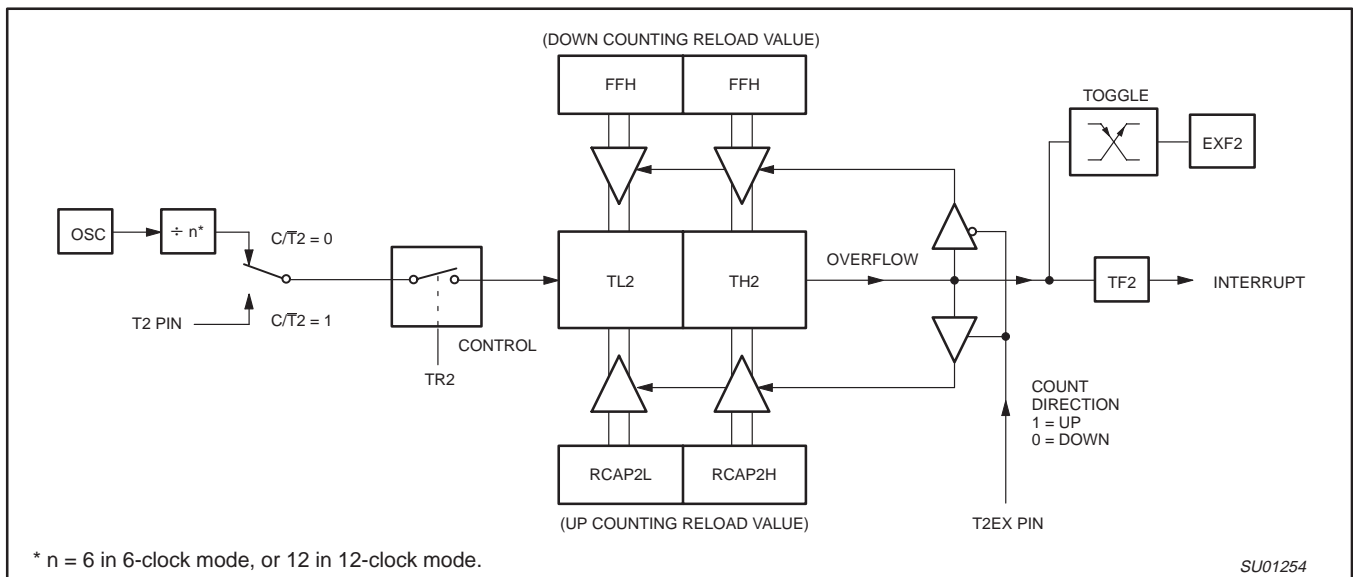 (DOWN COUNTING RELOAD VALUE)
FFH
FFH
TOGGLE
EXF2
OSC
÷ n*
C/T̅2 = 0
TL2
TH2
OVERFLOW
TF2
INTERRUPT
T2 PIN
C/T̅2 = 1
CONTROL
TR2
COUNT
DIRECTION
1 = UP
0 = DOWN
RCAP2L
RCAP2H
(UP COUNTING RELOAD VALUE)
T2EX PIN
* n = 6 in 6-clock mode, or 12 in 12-clock mode.
SU01254